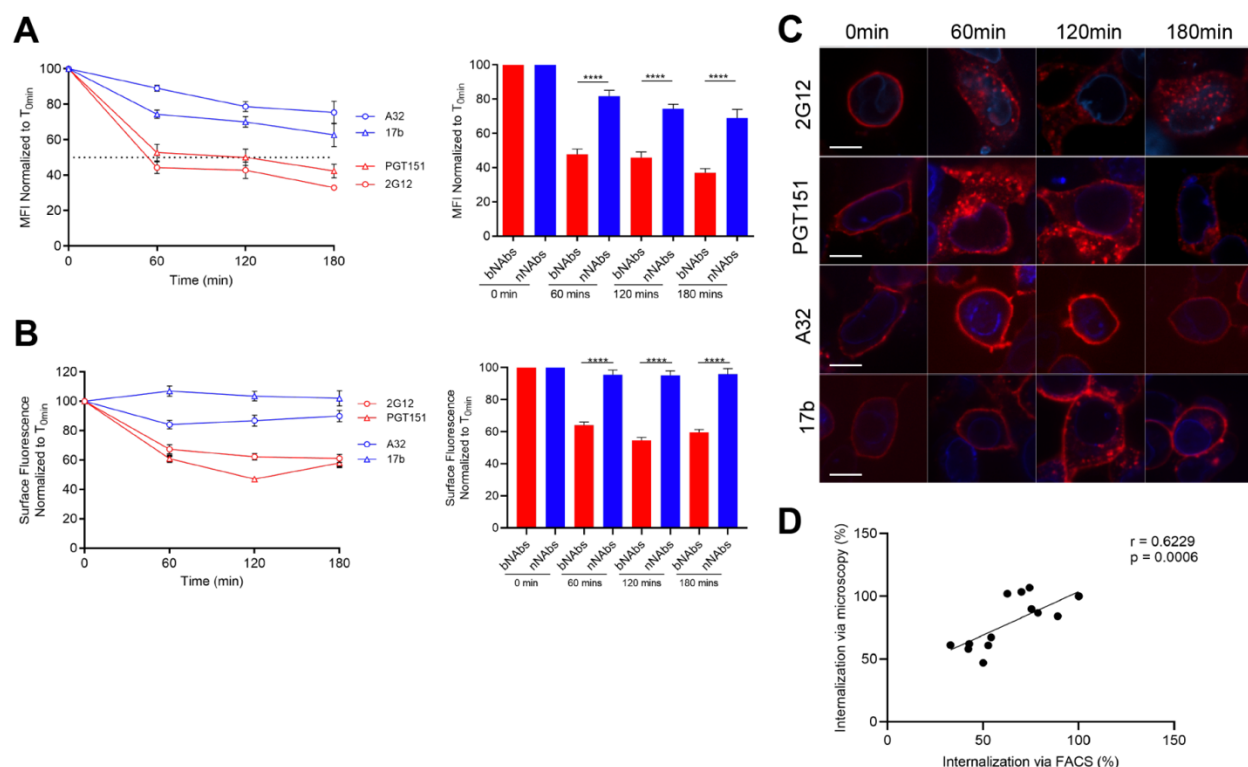 A
MFI Normalized to T0min
100
80
60
40
20
0
0
60
120
180
Time (min)
A32
17b
PGT151
2G12
MFI Normalized to T0min
100
80
60
40
20
0
****
****
****
bNAbs
nNAbs
bNAbs
nNAbs
bNAbs
nNAbs
bNAbs
nNAbs
0 min
60 mins
120 mins
180 mins
B
Surface Fluorescence
Normalized to T0min
120
100
80
60
40
20
0
0
60
120
180
Time (min)
2G12
PGT151
A32
17b
Surface Fluorescence
Normalized to T0min
100
80
60
40
20
0
****
****
****
bNAbs
nNAbs
bNAbs
nNAbs
bNAbs
nNAbs
bNAbs
nNAbs
0 min
60 mins
120 mins
180 mins
C
0min
60min
120min
180min
2G12
PGT151
A32
17b
D
Internalization via microscopy (%)
150
100
50
0
0
50
100
150
Internalization via FACS (%)
r = 0.6229
p = 0.0006